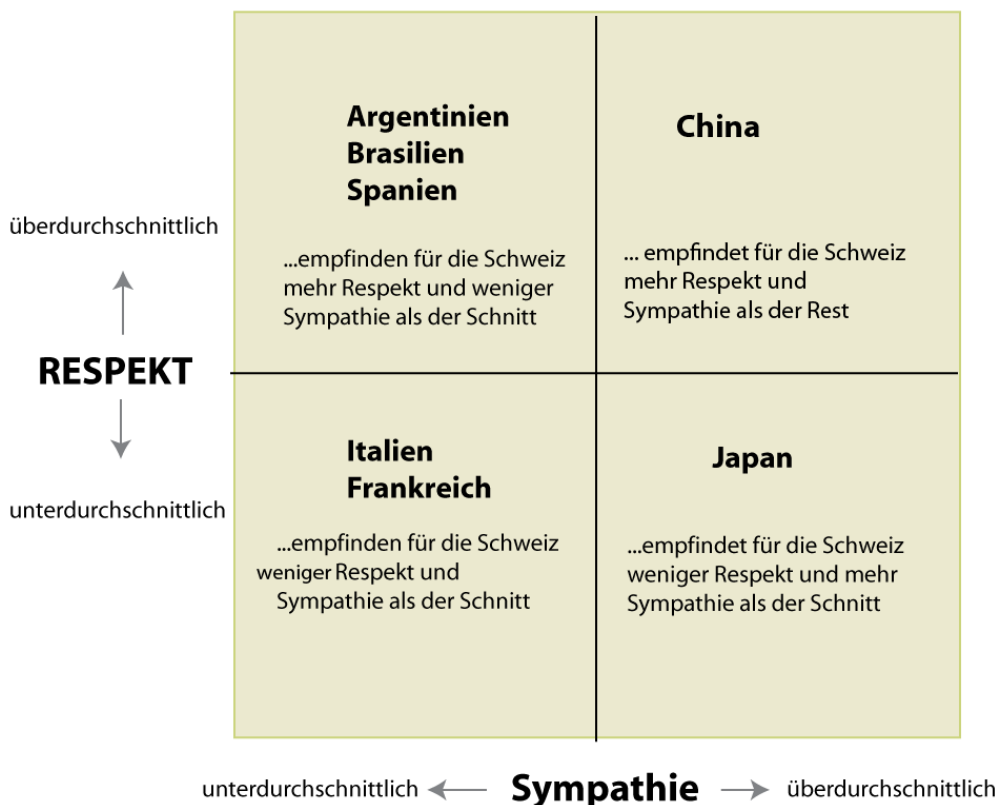 Argentinien
Brasilien
Spanien
...empfinden für die Schweiz
mehr Respekt und weniger
Sympathie als der Schnitt
China
... empfindet für die Schweiz
mehr Respekt und
Sympathie als der Rest
überdurchschnittlich
RESPEKT
unterdurchschnittlich
Italien
Frankreich
...empfinden für die Schweiz
weniger Respekt und
Sympathie als der Schnitt
Japan
...empfindet für die Schweiz
weniger Respekt und mehr
Sympathie als der Schnitt
unterdurchschnittlich
Sympathie
überdurchschnittlich